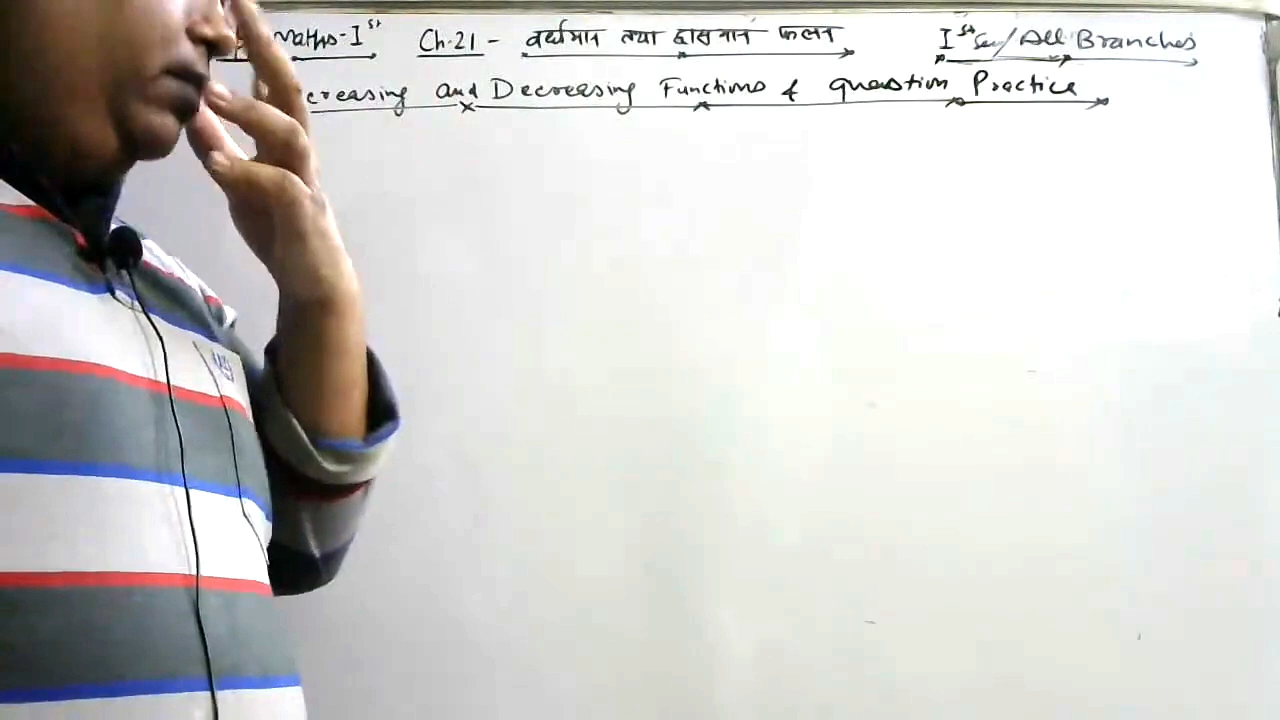 Maths-Ist Ch.21- वर्धमान तथा ह्रासमान फलन Ist Sem/All Branches
creasing and Decreasing Functions & question Practice